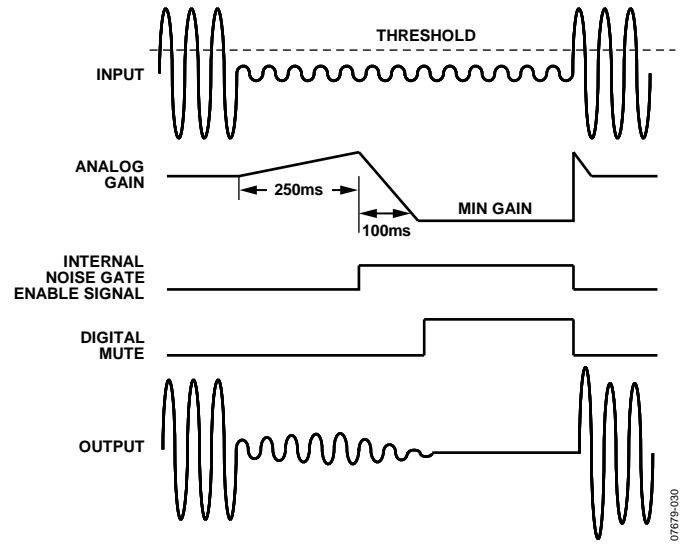 THRESHOLD
INPUT
ANALOG
GAIN
250ms
100ms
MIN GAIN
INTERNAL
NOISE GATE
ENABLE SIGNAL
DIGITAL
MUTE
OUTPUT
07679-030